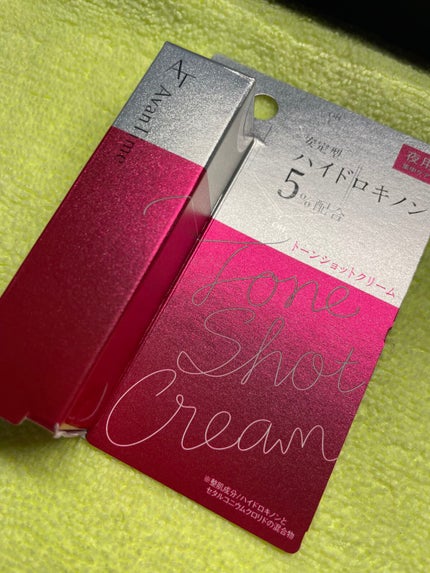 AT
Avan Time
安定型
ハイドロキノン
5%配合
夜用
トーンショットクリーム
Tone
Shot
Cream
※整肌成分/ハイドロキノンと
セタルコニウムクロリドの混合物